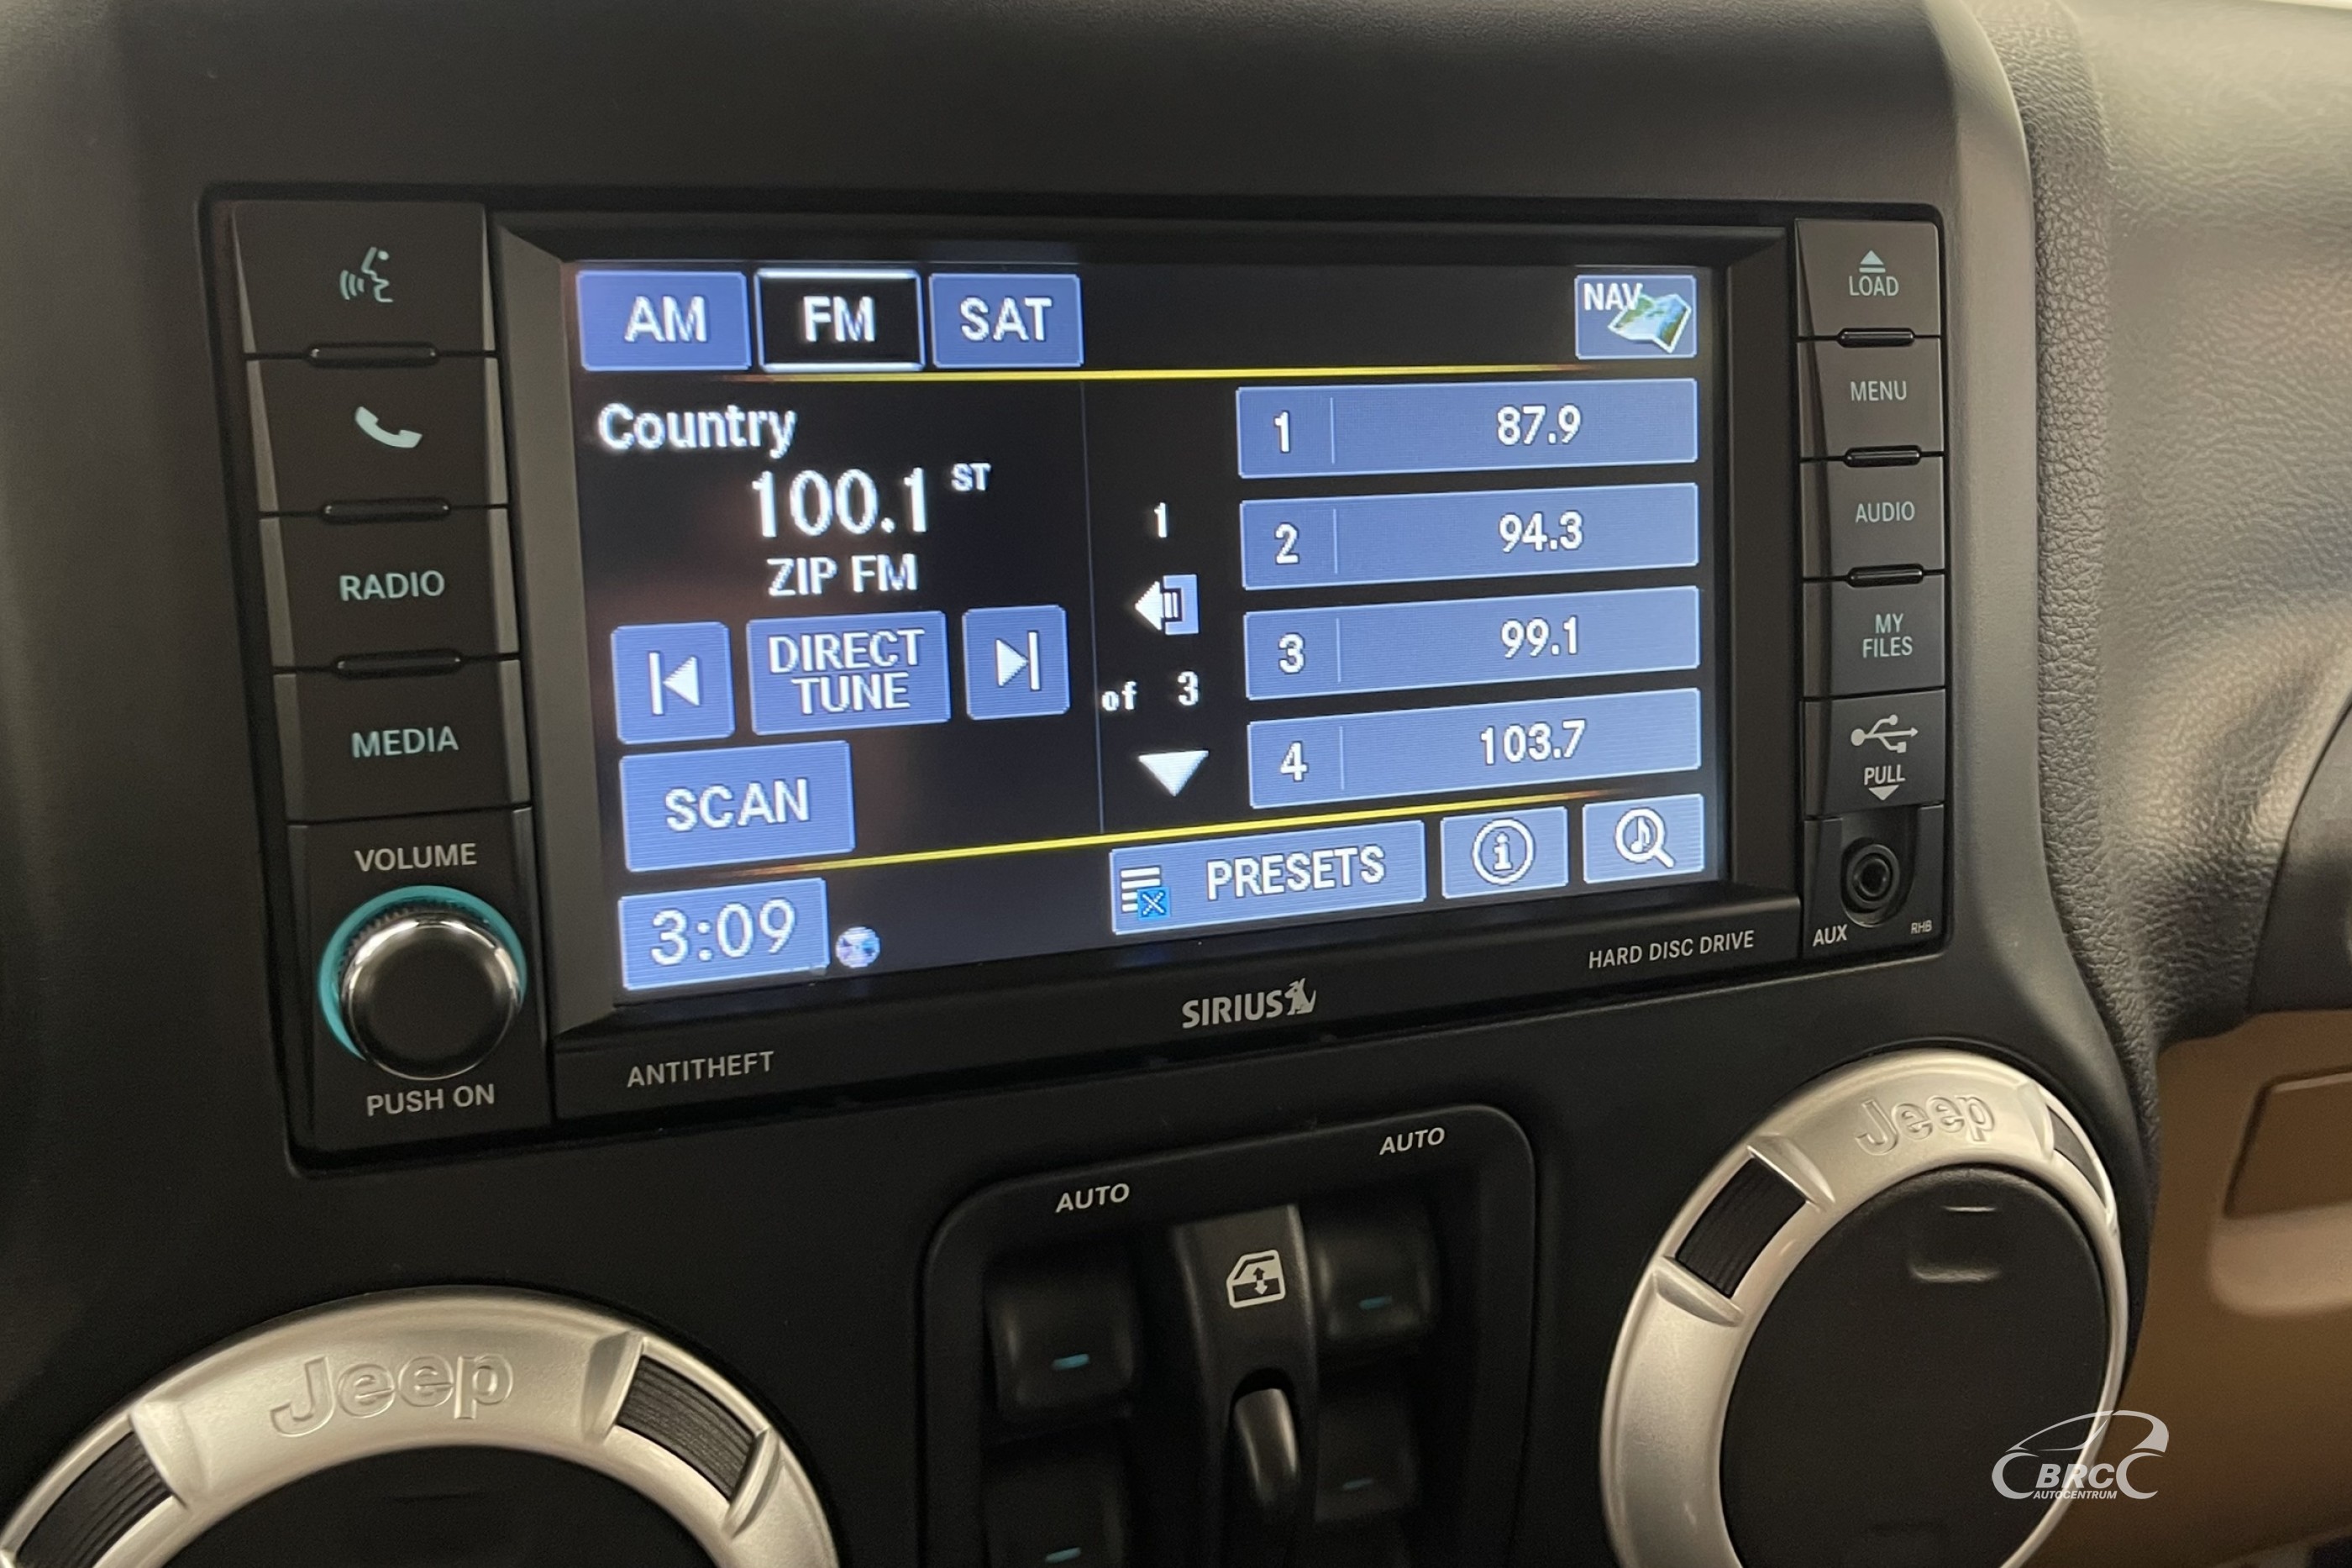 AM
FM
SAT
NAV
Country
100.1 ST
ZIP FM
DIRECT
TUNE
SCAN
3:09
1
of 3
1 87.9
2 94.3
3 99.1
4 103.7
PRESETS
i
RADIO
MEDIA
VOLUME
PUSH ON
LOAD
MENU
AUDIO
MY
FILES
PULL
AUX
RHB
HARD DISC DRIVE
SIRIUS
ANTITHEFT
AUTO
AUTO
Jeep
Jeep
BRC
AUTOCENTRUM